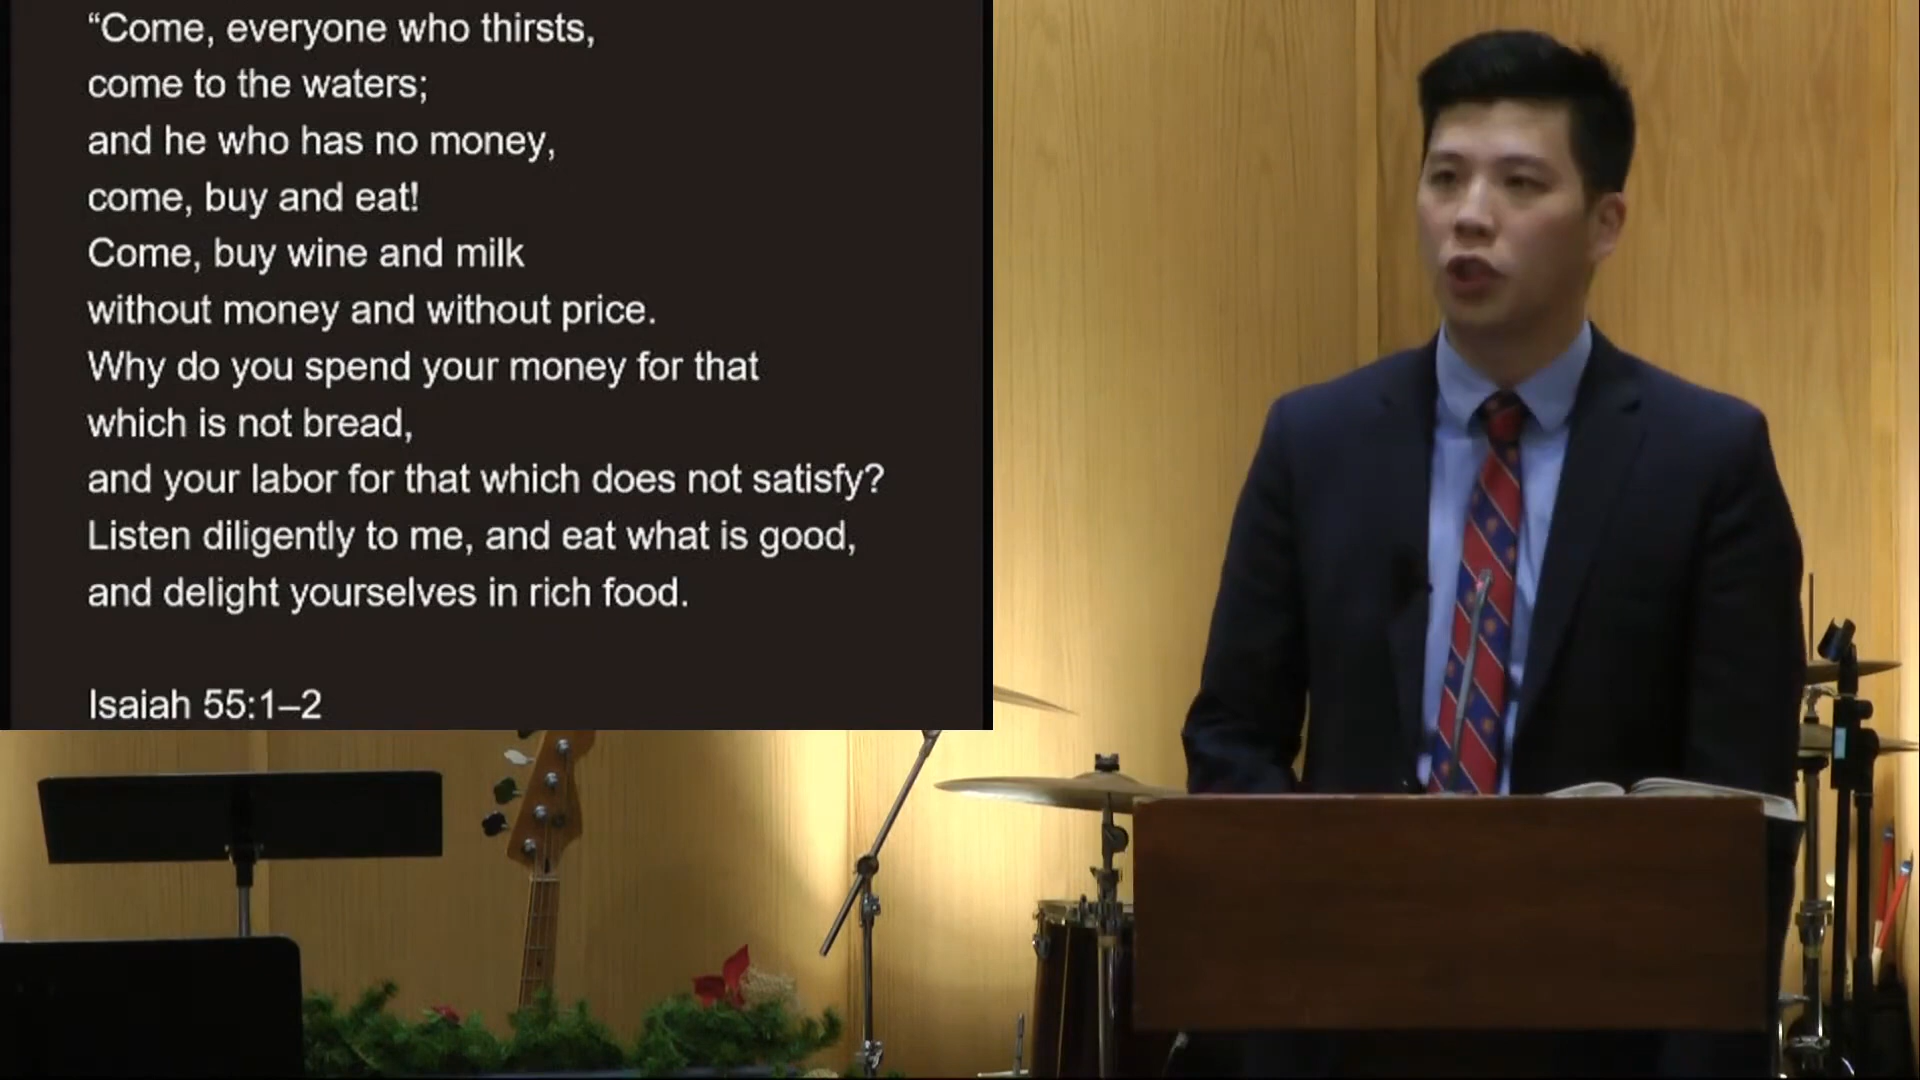 “Come, everyone who thirsts,
come to the waters;
and he who has no money,
come, buy and eat!
Come, buy wine and milk
without money and without price.
Why do you spend your money for that
which is not bread,
and your labor for that which does not satisfy?
Listen diligently to me, and eat what is good,
and delight yourselves in rich food.
Isaiah 55:1–2